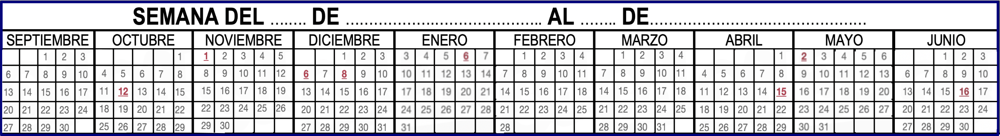 SEMANA DEL ........ DE .......................................... AL ........ DE..............................................
SEPTIEMBRE OCTUBRE NOVIEMBRE DICIEMBRE ENERO FEBRERO MARZO ABRIL MAYO JUNIO
1 2 3 1 1 2 3 4 5 1 2 3 3 4 5 6 7 1 2 3 4 1 2 3 4 1 2 3 4 5 6 1 2 3
6 7 8 9 10 4 5 6 7 8 8 9 10 11 12 6 7 8 9 10 10 11 12 13 14 7 8 9 10 11 7 8 9 10 11 4 5 6 7 8 9 10 11 12 13 6 7 8 9 10
13 14 15 16 17 11 12 13 14 15 15 16 17 18 19 13 14 15 16 17 17 18 19 20 21 14 15 16 17 18 14 15 16 17 18 11 12 13 14 15 16 17 18 19 20 13 14 15 16 17
20 21 22 23 24 18 19 20 21 22 22 23 24 25 26 20 21 22 23 24 24 25 26 27 28 21 22 23 24 25 21 22 23 24 25 18 19 20 21 22 23 24 25 26 27 20 21 22 23 24
27 28 29 30 25 26 27 28 29 29 30 27 28 29 30 31 31 28 28 29 30 31 25 26 27 28 29 30 31 27 28 29 30